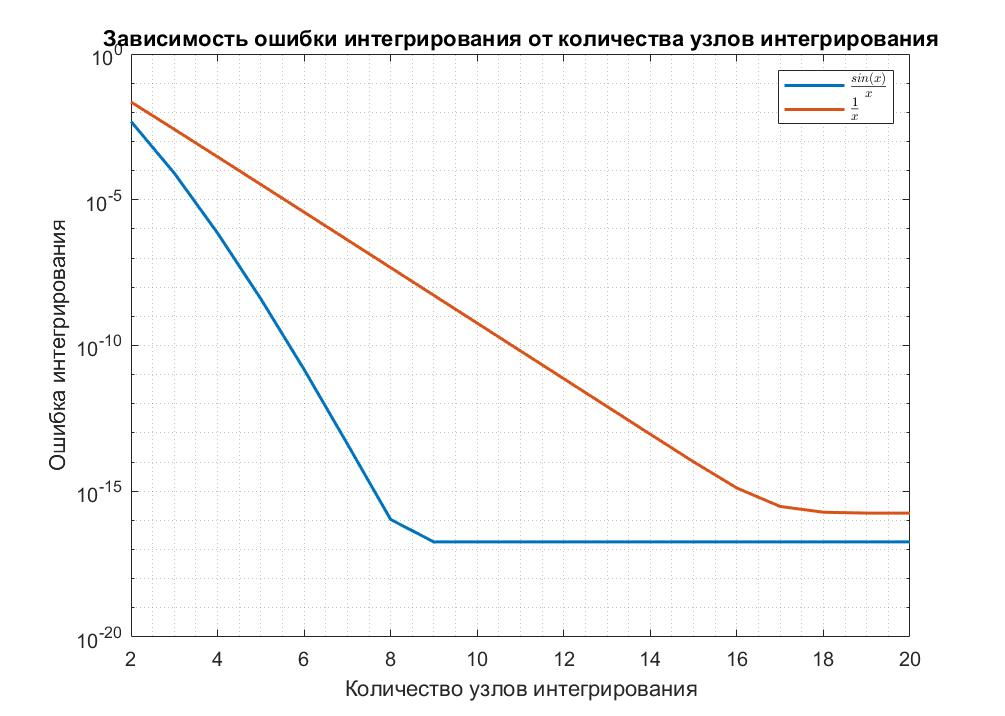 Зависимость ошибки интегрирования от количества узлов интегрирования
10^0
10^-5
10^-10
10^-15
10^-20
Ошибка интегрирования
sin(x)/x
1/x
2 4 6 8 10 12 14 16 18 20
Количество узлов интегрирования